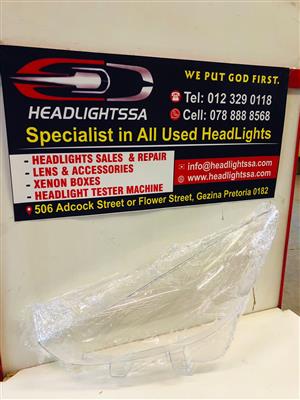 WE PUT GOD FIRST.
Tel: 012 329 0118
Cell: 078 888 8568
HEADLIGHTSSA
Specialist in All Used HeadLights
- HEADLIGHTS SALES & REPAIR
- LENS & ACCESSORIES
- XENON BOXES
- HEADLIGHT TESTER MACHINE
info@headlightssa.com
www.headlightssa.com
506 Adcock Street or Flower Street, Gezina Pretoria 0182